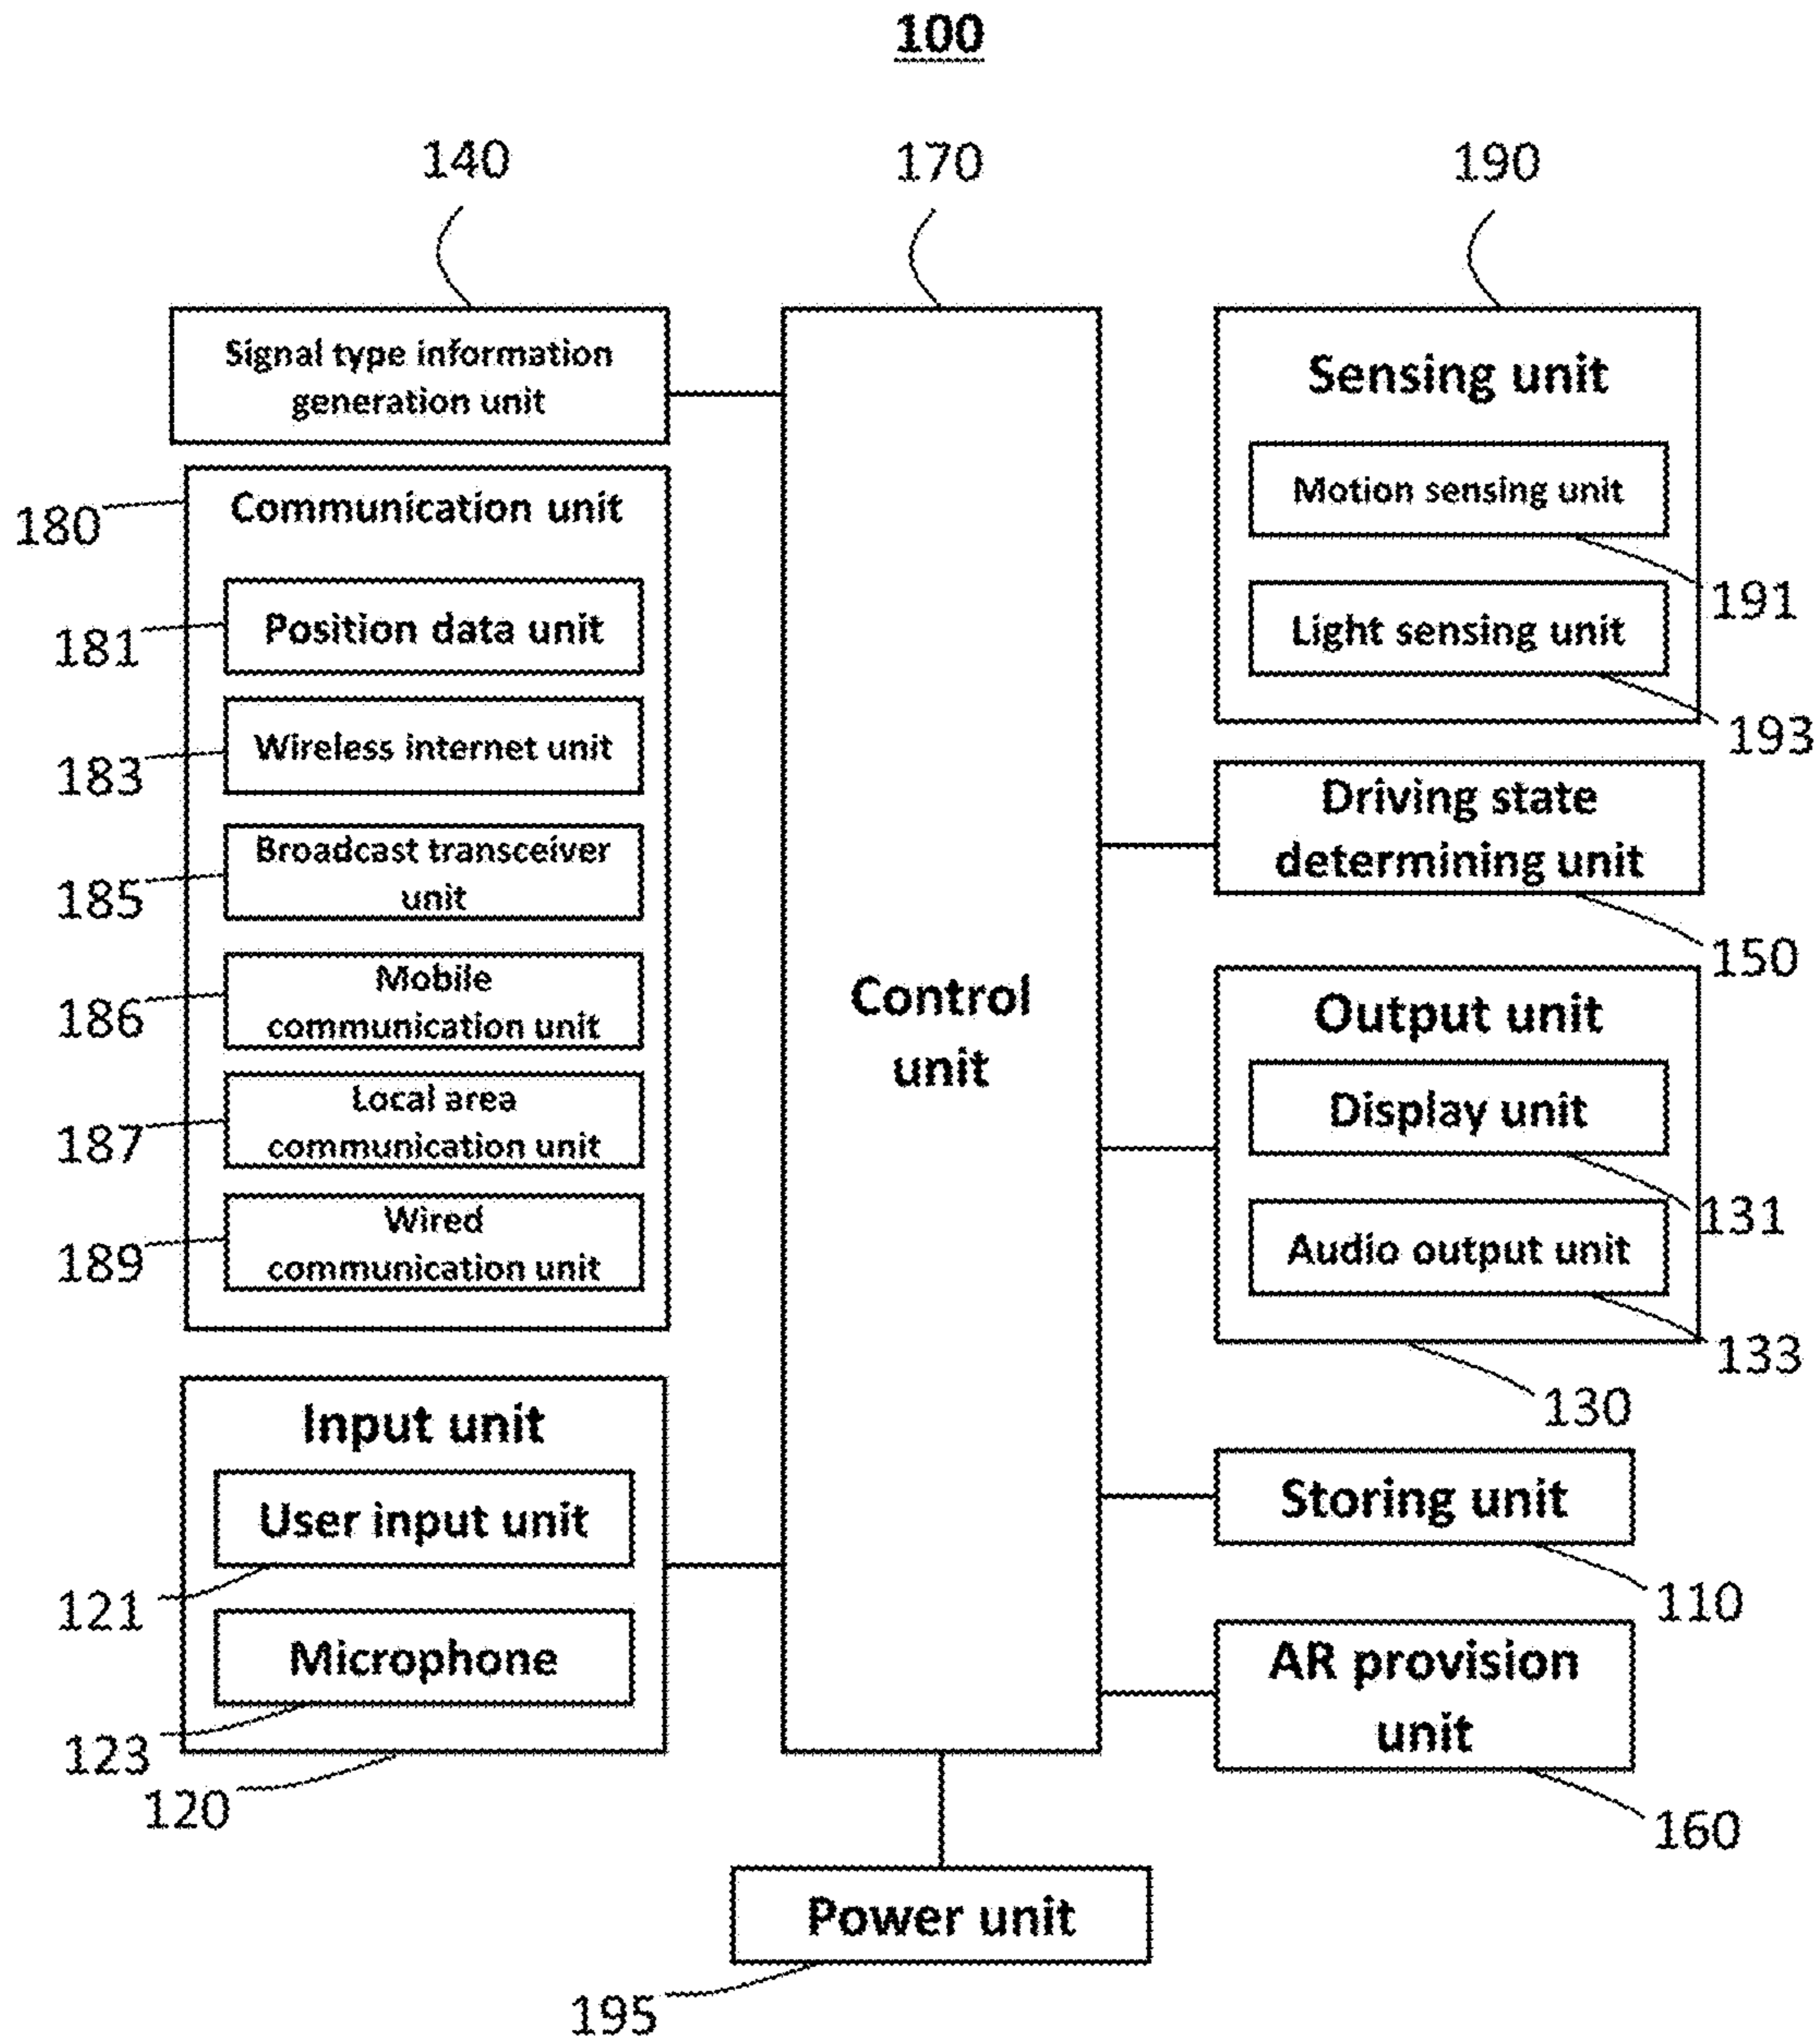 100
140
170
190
Signal type information
generation unit
180
Communication unit
181
Position data unit
183
Wireless internet unit
185
Broadcast transceiver
unit
186
Mobile
communication unit
187
Local area
communication unit
189
Wired
communication unit
Input unit
User input unit
121
Microphone
123
120
Control
unit
Sensing unit
Motion sensing unit
191
Light sensing unit
193
Driving state
determining unit
150
Output unit
Display unit
131
Audio output unit
133
130
Storing unit
110
AR provision
unit
160
Power unit
195